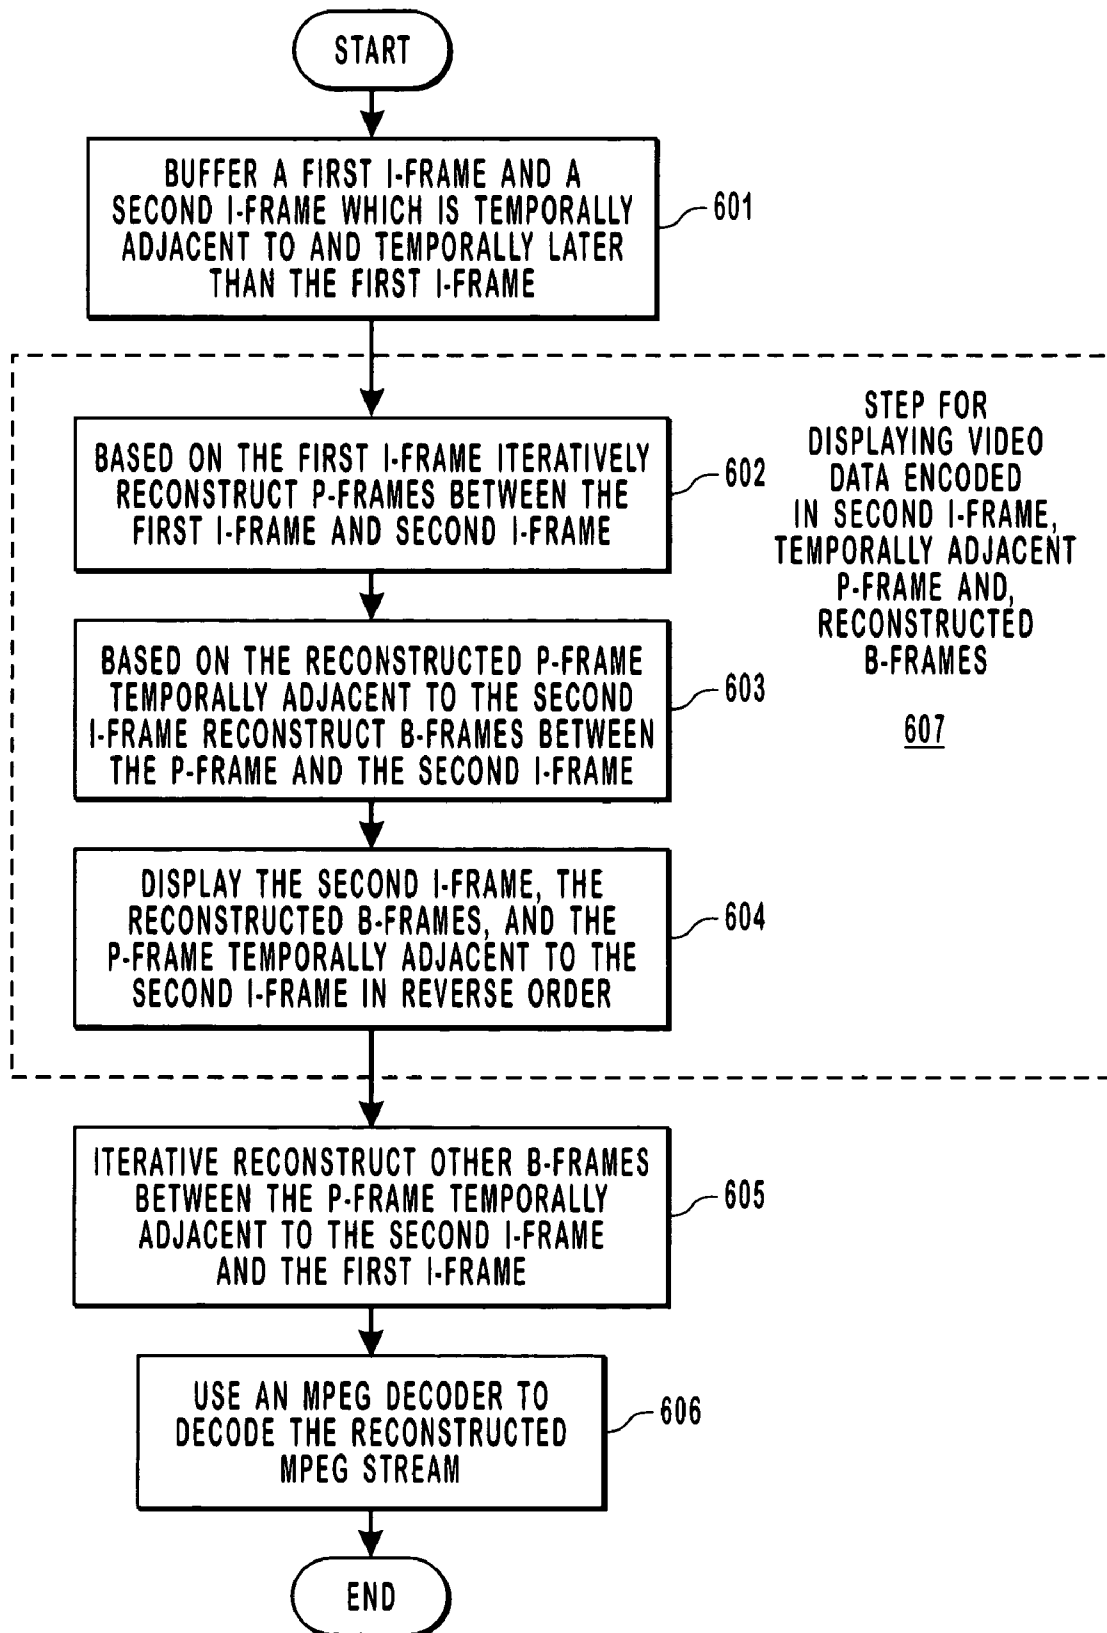 START
BUFFER A FIRST I-FRAME AND A
SECOND I-FRAME WHICH IS TEMPORALLY
ADJACENT TO AND TEMPORALLY LATER
THAN THE FIRST I-FRAME
601
BASED ON THE FIRST I-FRAME ITERATIVELY
RECONSTRUCT P-FRAMES BETWEEN THE
FIRST I-FRAME AND SECOND I-FRAME
602
STEP FOR
DISPLAYING VIDEO
DATA ENCODED
IN SECOND I-FRAME,
TEMPORALLY ADJACENT
P-FRAME AND,
RECONSTRUCTED
B-FRAMES
607
BASED ON THE RECONSTRUCTED P-FRAME
TEMPORALLY ADJACENT TO THE SECOND
I-FRAME RECONSTRUCT B-FRAMES BETWEEN
THE P-FRAME AND THE SECOND I-FRAME
603
DISPLAY THE SECOND I-FRAME, THE
RECONSTRUCTED B-FRAMES, AND THE
P-FRAME TEMPORALLY ADJACENT TO THE
SECOND I-FRAME IN REVERSE ORDER
604
ITERATIVE RECONSTRUCT OTHER B-FRAMES
BETWEEN THE P-FRAME TEMPORALLY
ADJACENT TO THE SECOND I-FRAME
AND THE FIRST I-FRAME
605
USE AN MPEG DECODER TO
DECODE THE RECONSTRUCTED
MPEG STREAM
606
END